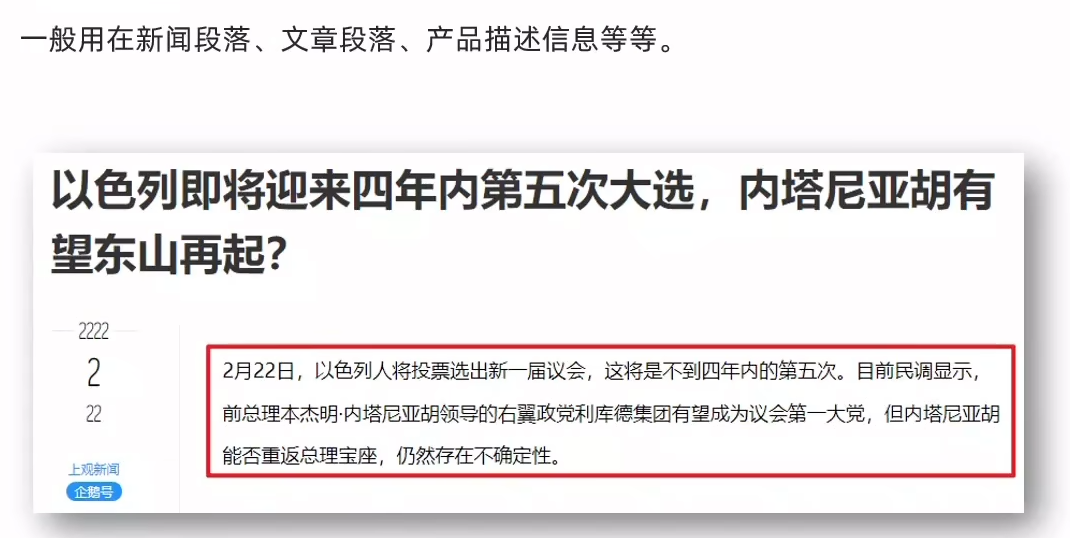 一般用在新闻段落、文章段落、产品描述信息等等。
以色列即将迎来四年内第五次大选，内塔尼亚胡有
望东山再起？
2222
2
22
上观新闻
企鹅号
2月22日，以色列人将投票选出新一届议会，这将是不到四年内的第五次。目前民调显示，
前总理本杰明·内塔尼亚胡领导的右翼政党利库德集团有望成为议会第一大党，但内塔尼亚胡
能否重返总理宝座，仍然存在不确定性。